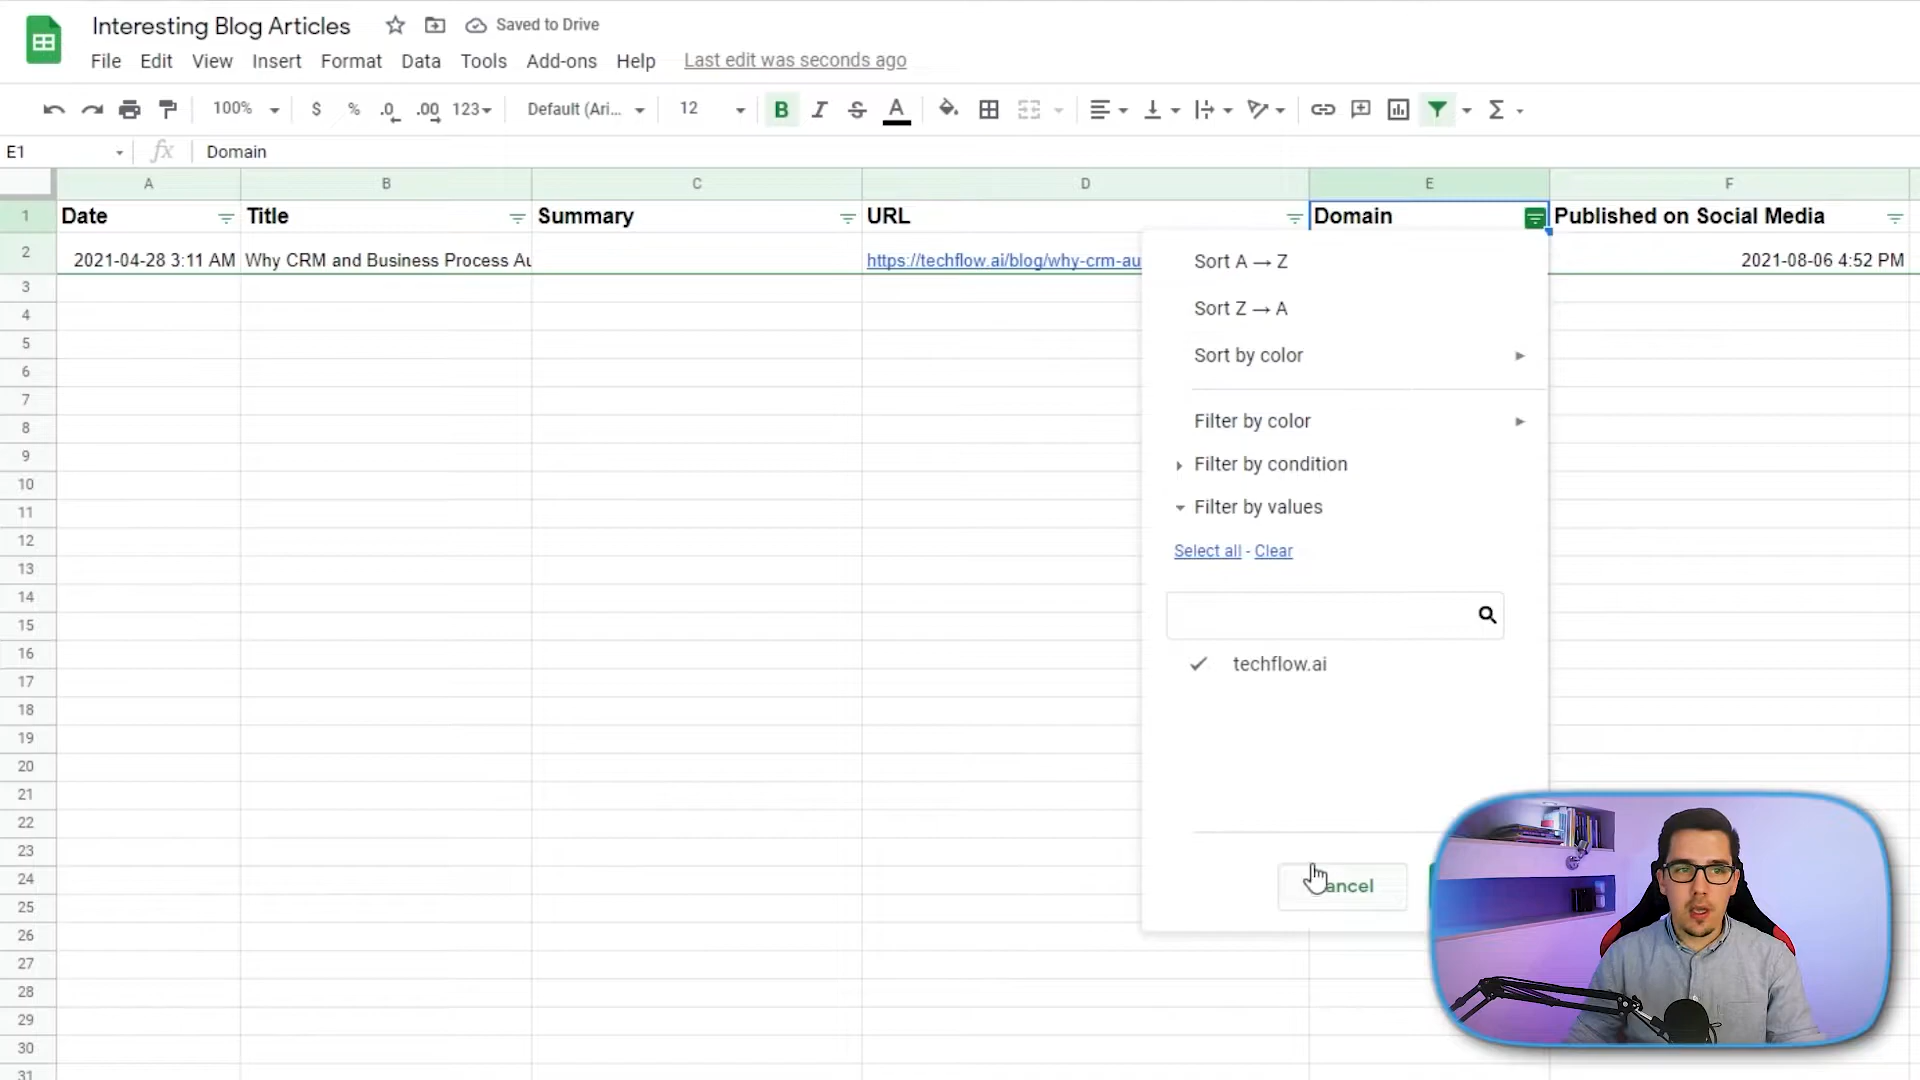 Interesting Blog Articles
Saved to Drive
File Edit View Insert Format Data Tools Add-ons Help Last edit was seconds ago
100% $ % .0 .00 123 Default (Ari... 12 B I S A Σ
E1 fx Domain
A B C D E F
1 Date Title Summary URL Domain Published on Social Media
2 2021-04-28 3:11 AM Why CRM and Business Process Au https://techflow.ai/blog/why-crm-au 2021-08-06 4:52 PM
Sort A → Z
3
Sort Z → A
4
5
Sort by color
6
7
Filter by color
8
9
Filter by condition
10
Filter by values
11
12
Select all - Clear
13
14
15
16
techflow.ai
17
18
19
20
21
22
23
24
ancel
25
26
27
28
29
30
31